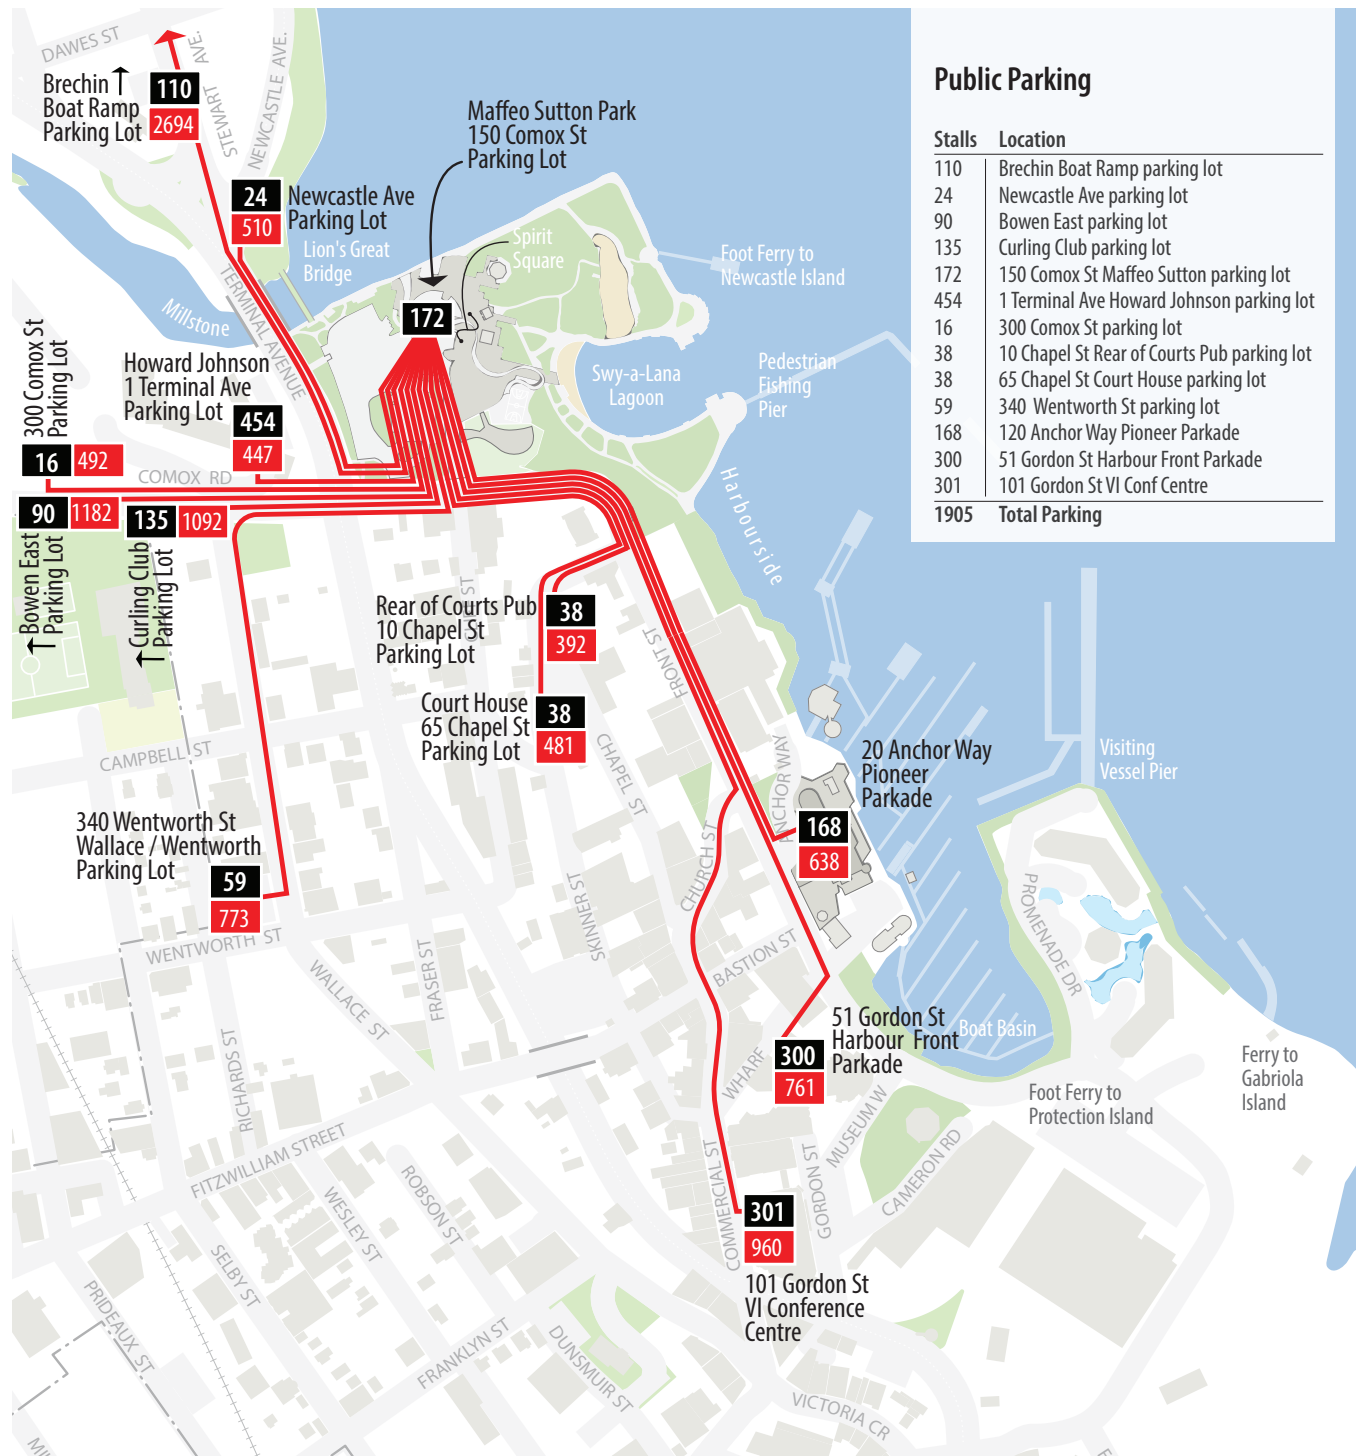 DAWES ST
STEWART AVE.
NEWCASTLE AVE.
Brechin
Boat Ramp
Parking Lot
110
2694
24
510
Newcastle Ave
Parking Lot
Lion's Great
Bridge
Maffeo Sutton Park
150 Comox St
Parking Lot
Spirit
Square
172
Foot Ferry to
Newcastle Island
Millstone
TERMINAL AVENUE
Swy-a-Lana
Lagoon
Pedestrian
Fishing
Pier
Harbourside
300 Comox St
Parking Lot
16
492
Howard Johnson
1 Terminal Ave
Parking Lot
454
447
COMOX RD
90
1182
Bowen East
Parking Lot
135
1092
Curling Club
Parking Lot
Rear of Courts Pub
10 Chapel St
Parking Lot
38
392
Court House
65 Chapel St
Parking Lot
38
481
FRONT ST
CHAPEL ST
CAMPBELL ST
340 Wentworth St
Wallace / Wentworth
Parking Lot
59
773
WENTWORTH ST
WALLACE ST
FRASER ST
SKINNER ST
CHURCH ST
ANCHOR WAY
20 Anchor Way
Pioneer
Parkade
168
638
Visiting
Vessel Pier
PROMENADE DR
BASTION ST
Boat Basin
51 Gordon St
Harbour Front
Parkade
300
761
WHARF
MUSEUM W
CAMERON RD
Foot Ferry to
Protection Island
Ferry to
Gabriola
Island
RICHARDS ST
FITZWILLIAM STREET
WESLEY ST
ROBSON ST
SELBY ST
PRIDEAUX ST
FRANKLYN ST
DUNSMUIR ST
VICTORIA CR
COMMERCIAL ST
GORDON ST
301
960
101 Gordon St
VI Conference
Centre
Public Parking
Stalls Location
110 Brechin Boat Ramp parking lot
24 Newcastle Ave parking lot
90 Bowen East parking lot
135 Curling Club parking lot
172 150 Comox St Maffeo Sutton parking lot
454 1 Terminal Ave Howard Johnson parking lot
16 300 Comox St parking lot
38 10 Chapel St Rear of Courts Pub parking lot
38 65 Chapel St Court House parking lot
59 340 Wentworth St parking lot
168 120 Anchor Way Pioneer Parkade
300 51 Gordon St Harbour Front Parkade
301 101 Gordon St VI Conf Centre
1905 Total Parking